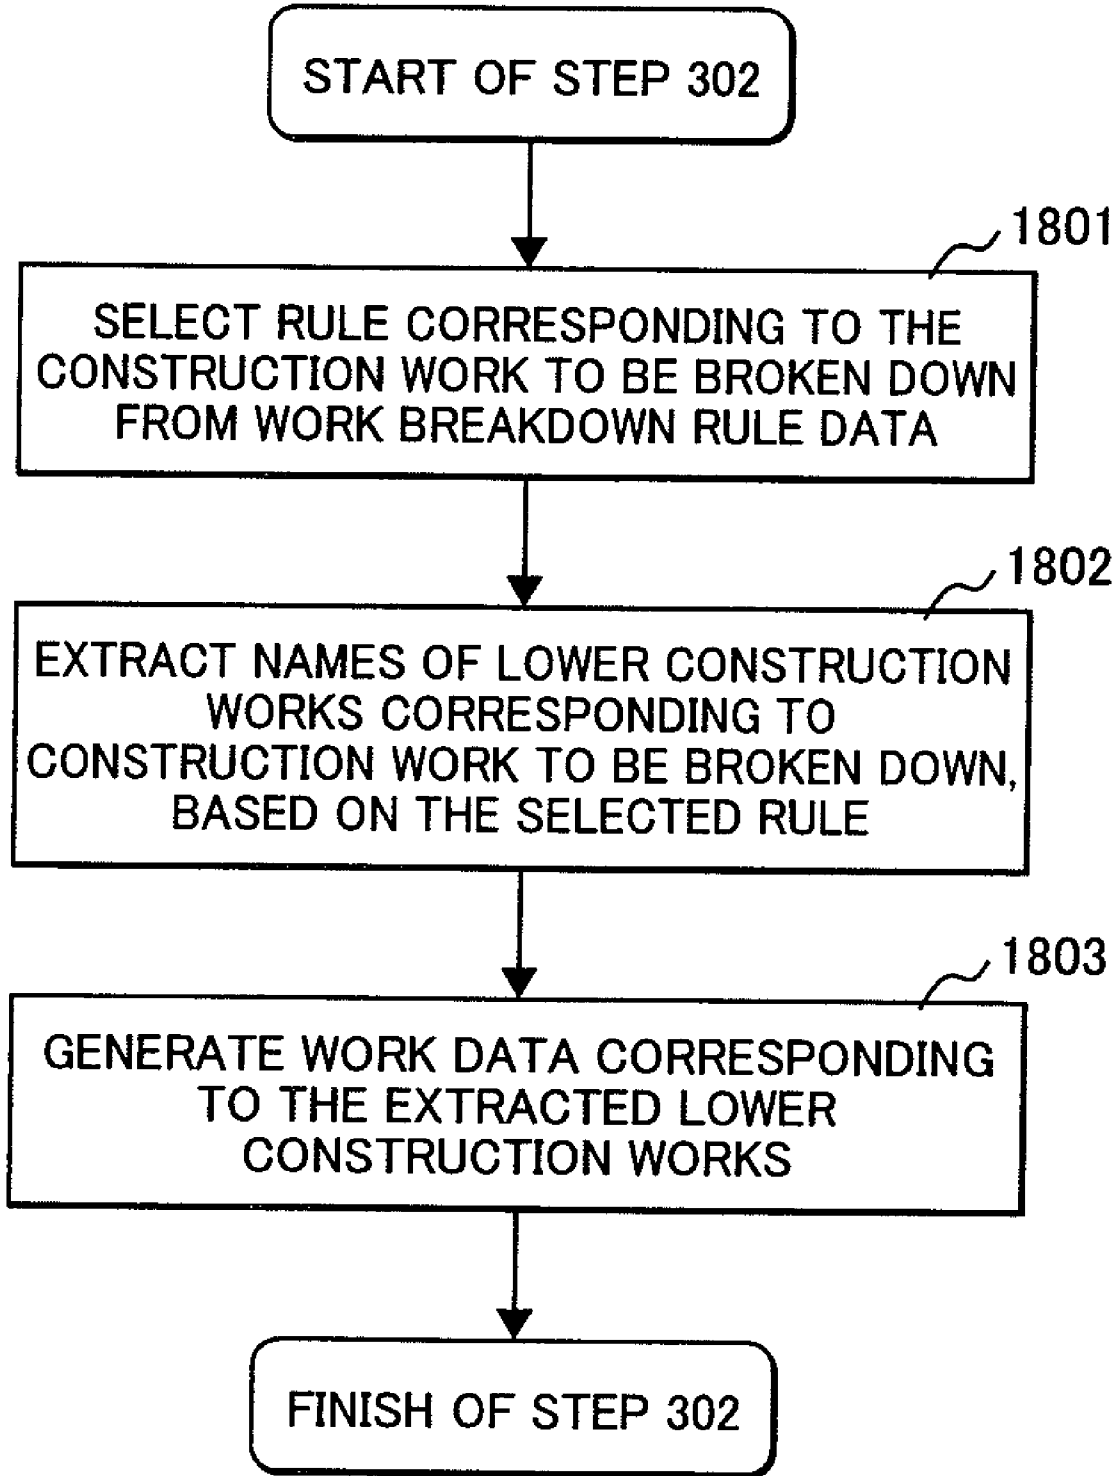 START OF STEP 302
1801
SELECT RULE CORRESPONDING TO THE
CONSTRUCTION WORK TO BE BROKEN DOWN
FROM WORK BREAKDOWN RULE DATA
1802
EXTRACT NAMES OF LOWER CONSTRUCTION
WORKS CORRESPONDING TO
CONSTRUCTION WORK TO BE BROKEN DOWN,
BASED ON THE SELECTED RULE
1803
GENERATE WORK DATA CORRESPONDING
TO THE EXTRACTED LOWER
CONSTRUCTION WORKS
FINISH OF STEP 302